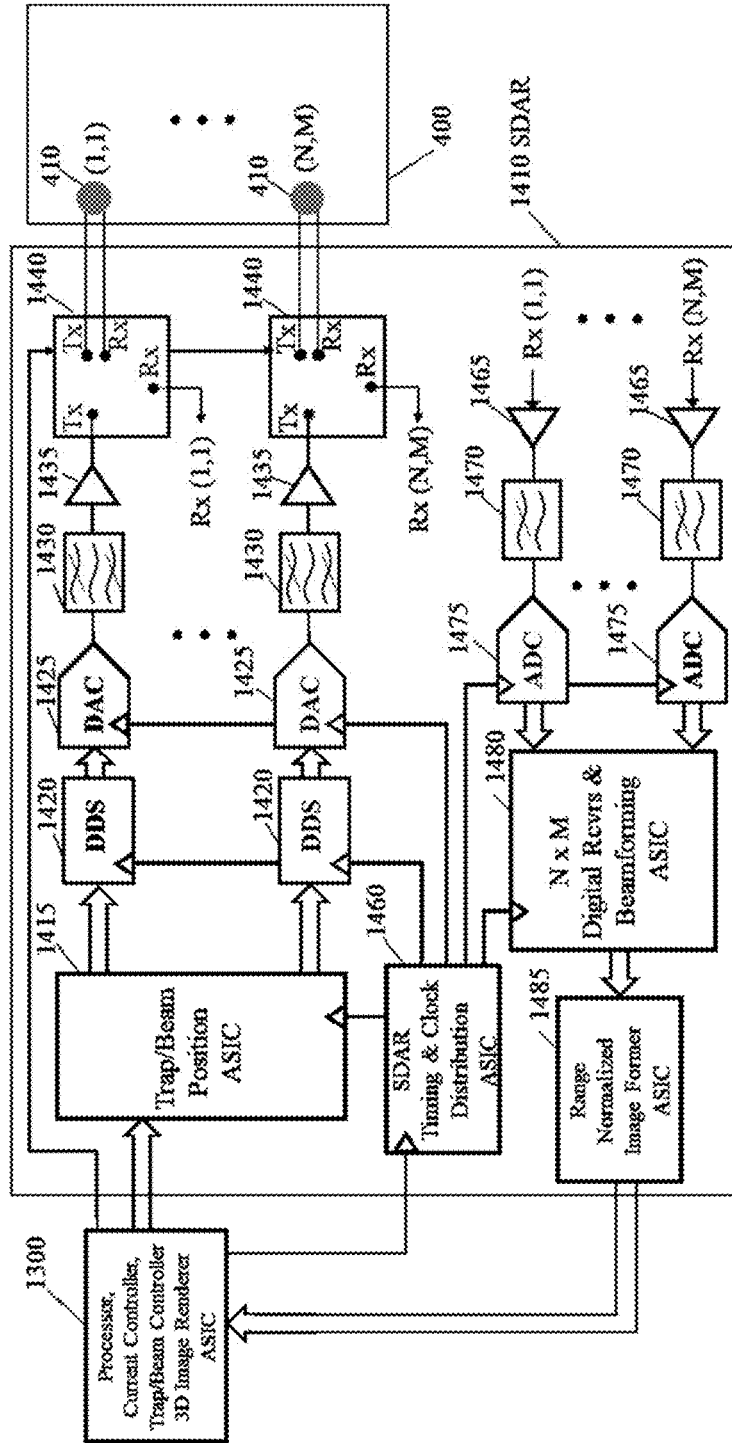 1300
Processor,
Current Controller,
Trap/Beam Controller
3D Image Renderer
ASIC
1415
Trap/Beam
Position
ASIC
1460
SDAR
Timing & Clock
Distribution
ASIC
1485
Range
Normalized
Image Former
ASIC
1420
DDS
1420
DDS
1425
DAC
1425
DAC
1430
1430
1435
1435
1440
Tx
Tx
Rx
Rx
Rx (1,1)
1440
Tx
Tx
Rx
Rx
Rx (N,M)
1480
N x M
Digital Rcvrs &
Beamforming
ASIC
1475
ADC
1475
ADC
1470
1470
1465
1465
Rx (1,1)
Rx (N,M)
410
(1,1)
410
(N,M)
400
1410 SDAR